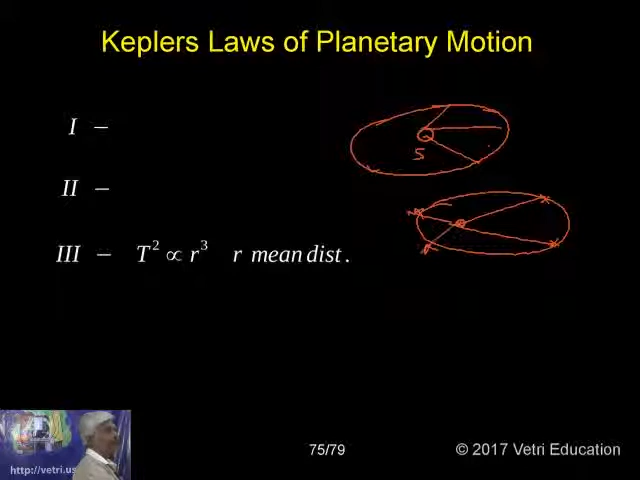 Keplers Laws of Planetary Motion
I –
S
II –
III – T² ∝ r³ r mean dist .
75/79
© 2017 Vetri Education
http://vetri.us